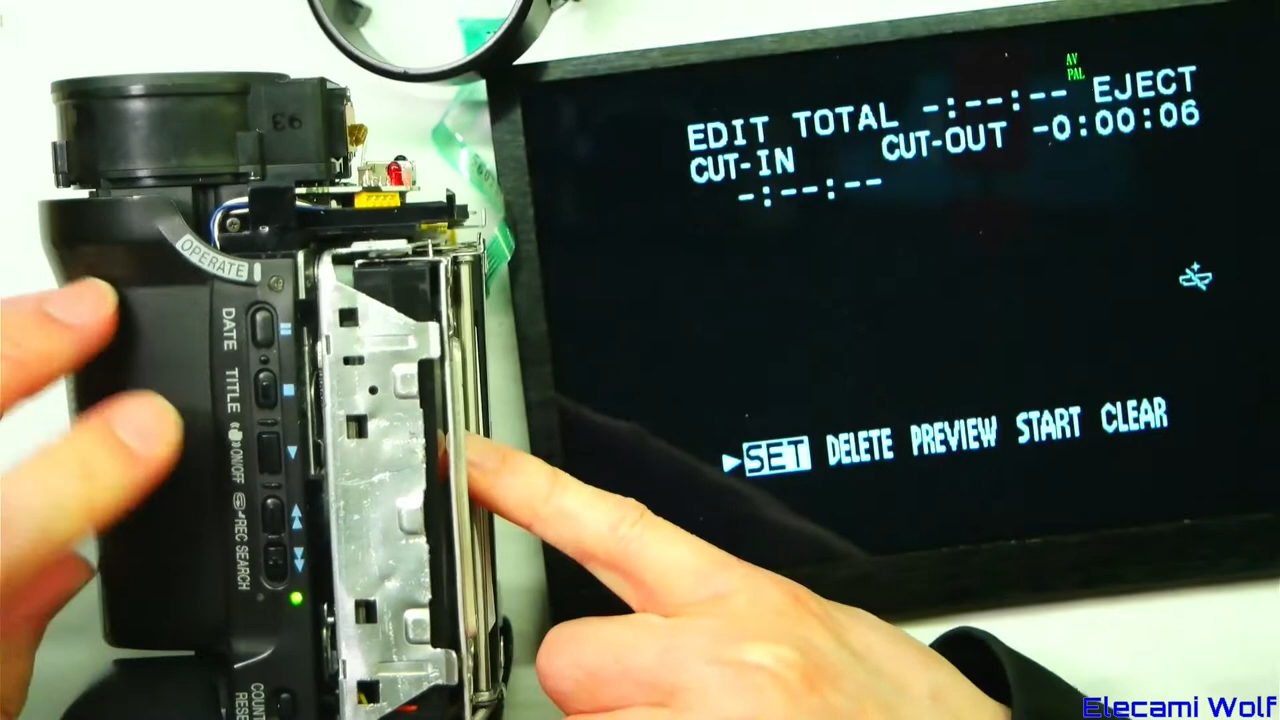 AV
PAL
EDIT TOTAL -:--:-- EJECT
CUT-IN CUT-OUT -0:00:06
-:--:--
▶SET DELETE PREVIEW START CLEAR
93
OPERATE
DATE
TITLE
ON/OFF
REC SEARCH
Elecami Wolf